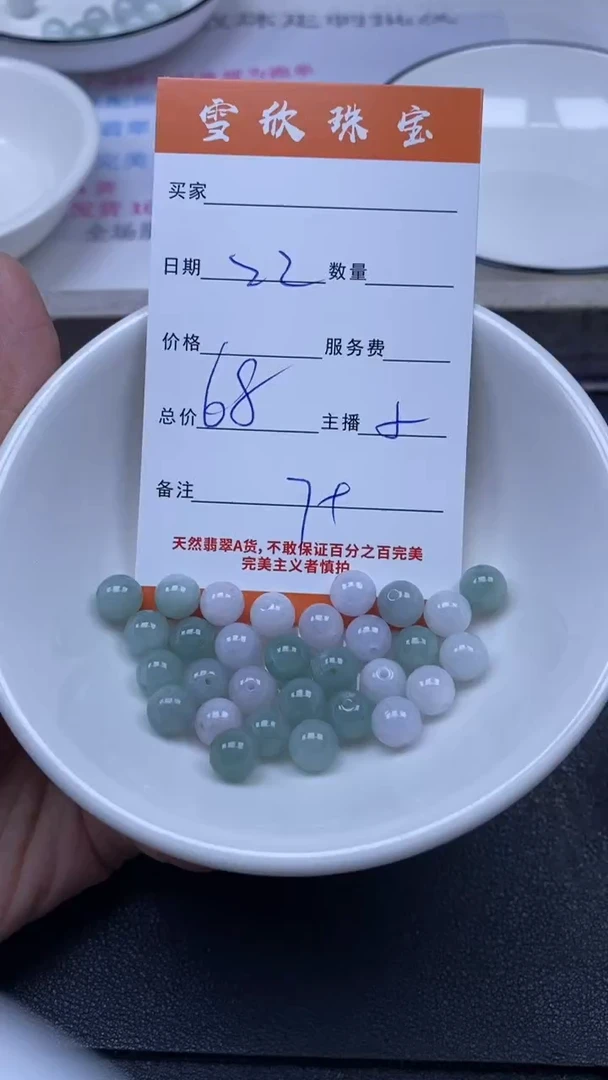 雪欣珠宝
买家
日期 22 数量
价格 服务费
总价 68 主播
备注
天然翡翠A货,不敢保证百分之百完美
完美主义者慎护